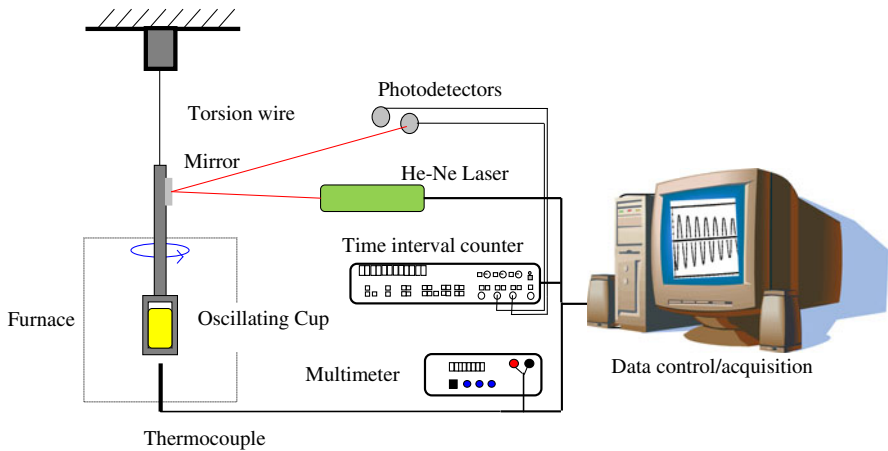 Photodetectors
Torsion wire
Mirror
He-Ne Laser
Time interval counter
Furnace
Oscillating Cup
Multimeter
Data control/acquisition
Thermocouple